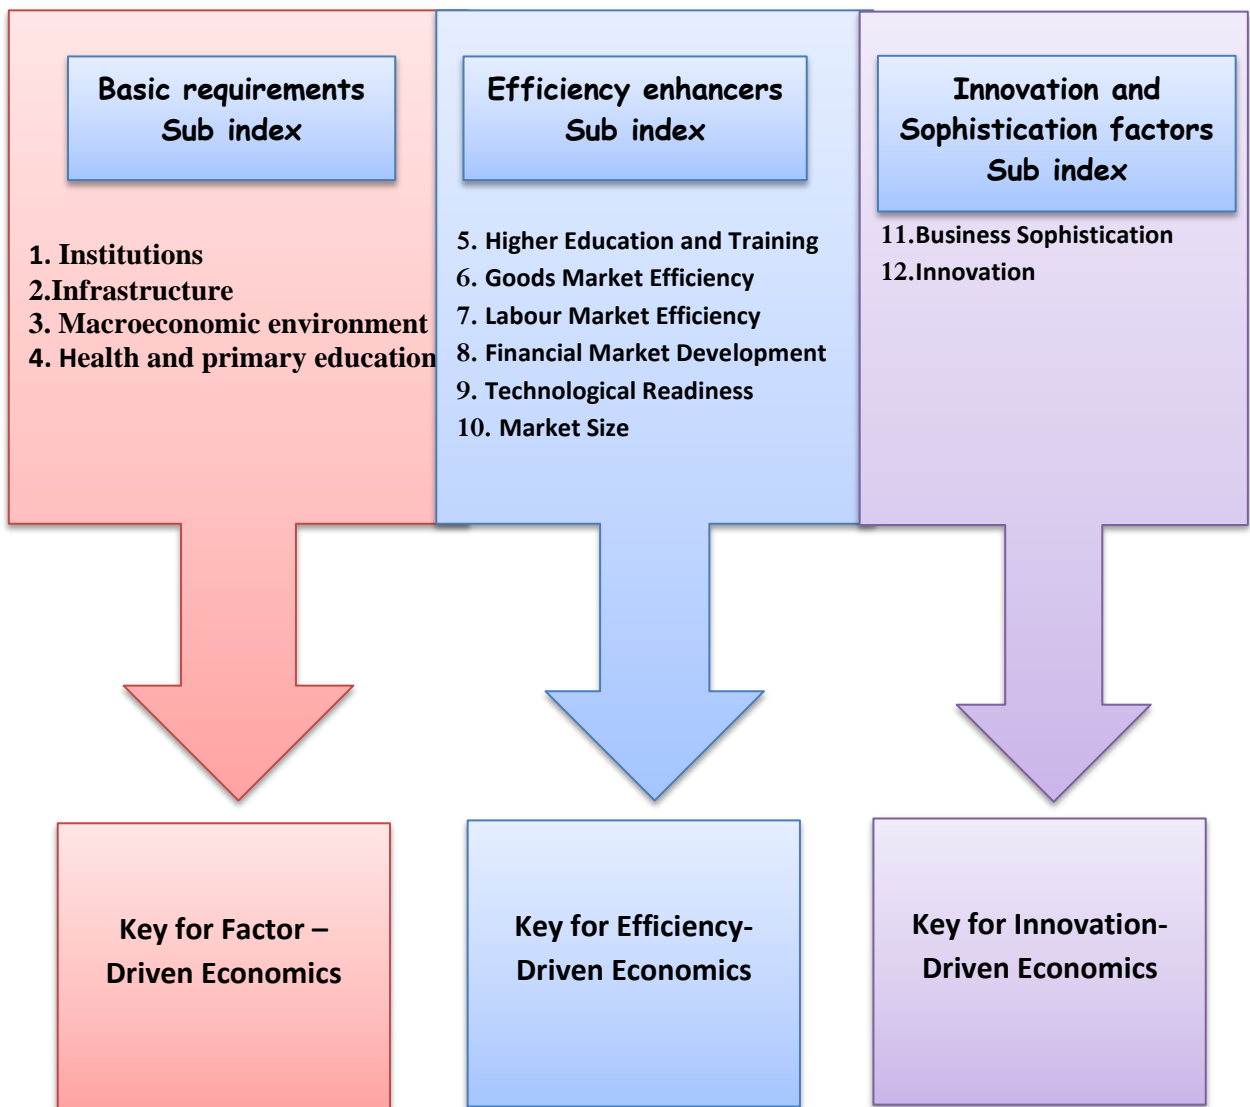 Basic requirements
Sub index
1. Institutions
2.Infrastructure
3. Macroeconomic environment
4. Health and primary education
Efficiency enhancers
Sub index
5. Higher Education and Training
6. Goods Market Efficiency
7. Labour Market Efficiency
8. Financial Market Development
9. Technological Readiness
10. Market Size
Innovation and
Sophistication factors
Sub index
11.Business Sophistication
12.Innovation
Key for Factor –
Driven Economics
Key for Efficiency-
Driven Economics
Key for Innovation-
Driven Economics